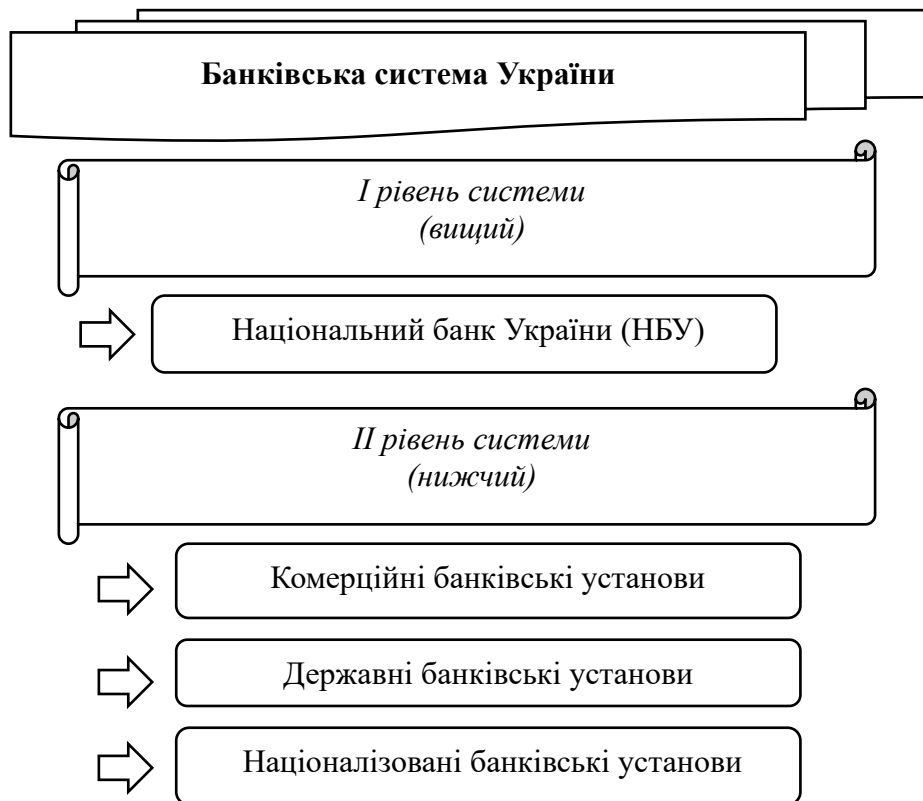 Банківська система України
І рівень системи
(вищий)
Національний банк України (НБУ)
ІІ рівень системи
(нижчий)
Комерційні банківські установи
Державні банківські установи
Націоналізовані банківські установи